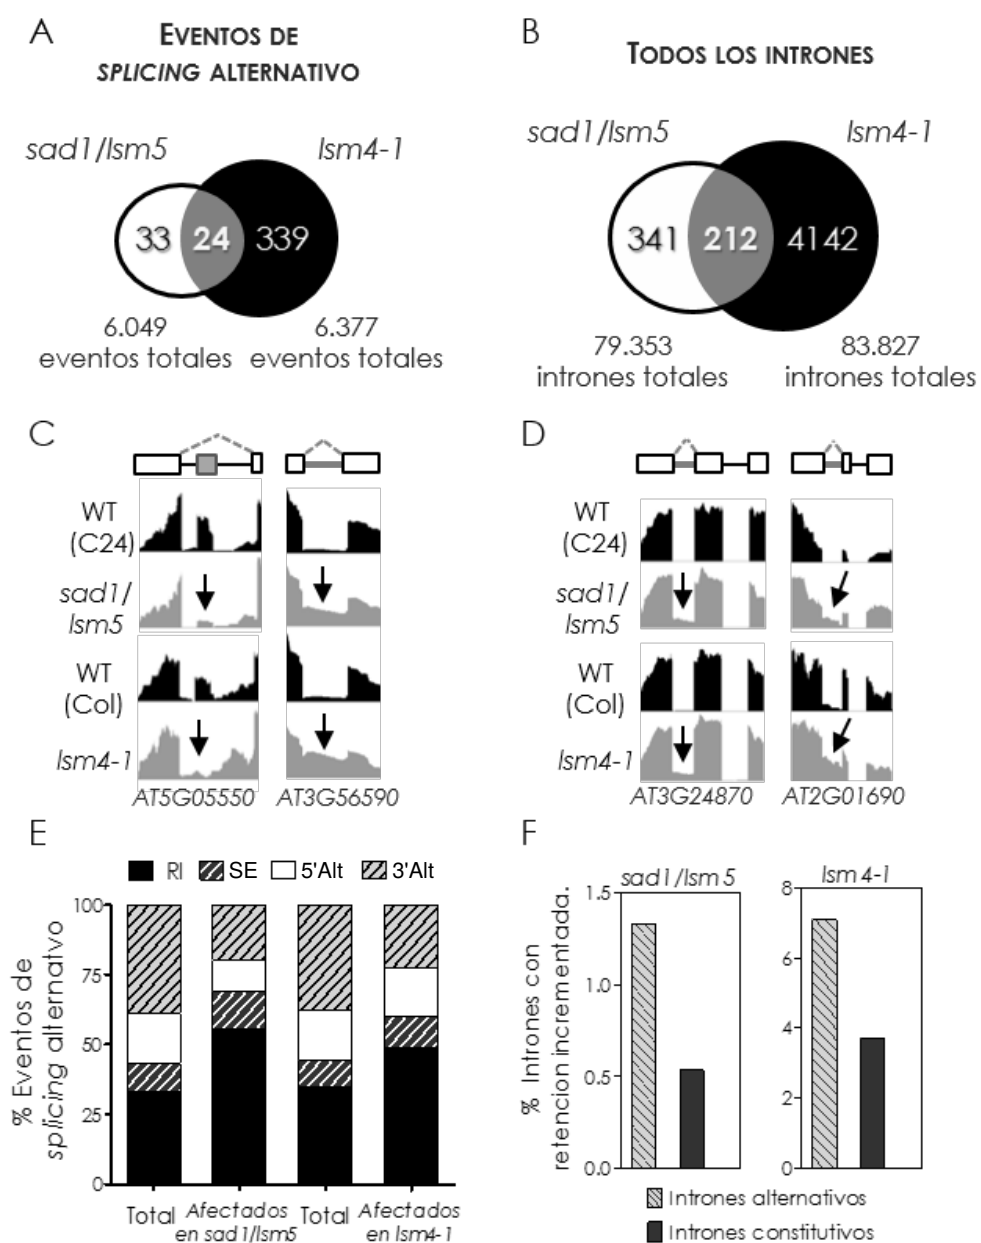 A
EVENTOS DE
SPLICING ALTERNATIVO
sad1/lsm5
lsm4-1
33
24
339
6.049
eventos totales
6.377
eventos totales
B
TODOS LOS INTRONES
sad1/lsm5
lsm4-1
341
212
4142
79.353
intrones totales
83.827
intrones totales
C
WT
(C24)
sad1/
lsm5
WT
(Col)
lsm4-1
AT5G05550
AT3G56590
D
WT
(C24)
sad1/
lsm5
WT
(Col)
lsm4-1
AT3G24870
AT2G01690
E
RI
SE
5'Alt
3'Alt
% Eventos de
splicing alternatvo
100
75
50
25
0
Total
Afectados
en sad1/lsm5
Total
Afectados
en lsm4-1
F
sad1/lsm5
lsm4-1
% Intrones con
retencion incrementada.
1.5
1.0
0.5
0.0
8
6
4
2
0
Intrones alternativos
Intrones constitutivos